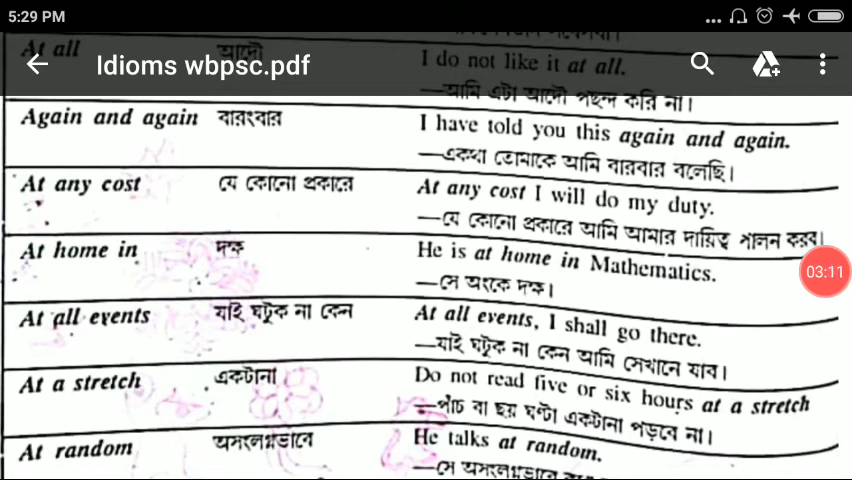 5:29 PM
Idioms wbpsc.pdf
At all আদৌ I do not like it at all.
—আমি এটা আদৌ পছন্দ করি না।
Again and again বারংবার I have told you this again and again.
—একথা তোমাকে আমি বারবার বলেছি।
At any cost যে কোনো প্রকারে At any cost I will do my duty.
—যে কোনো প্রকারে আমি আমার দায়িত্ব পালন করব।
03:11
At home in দক্ষ He is at home in Mathematics.
—সে অংকে দক্ষ।
At all events যাই ঘটুক না কেন At all events, I shall go there.
—যাই ঘটুক না কেন আমি সেখানে যাব।
At a stretch একটানা Do not read five or six hours at a stretch
—পাঁচ বা ছয় ঘণ্টা একটানা পড়বে না।
At random অসংলগ্নভাবে He talks at random.
—সে অসংলগ্নভাবে